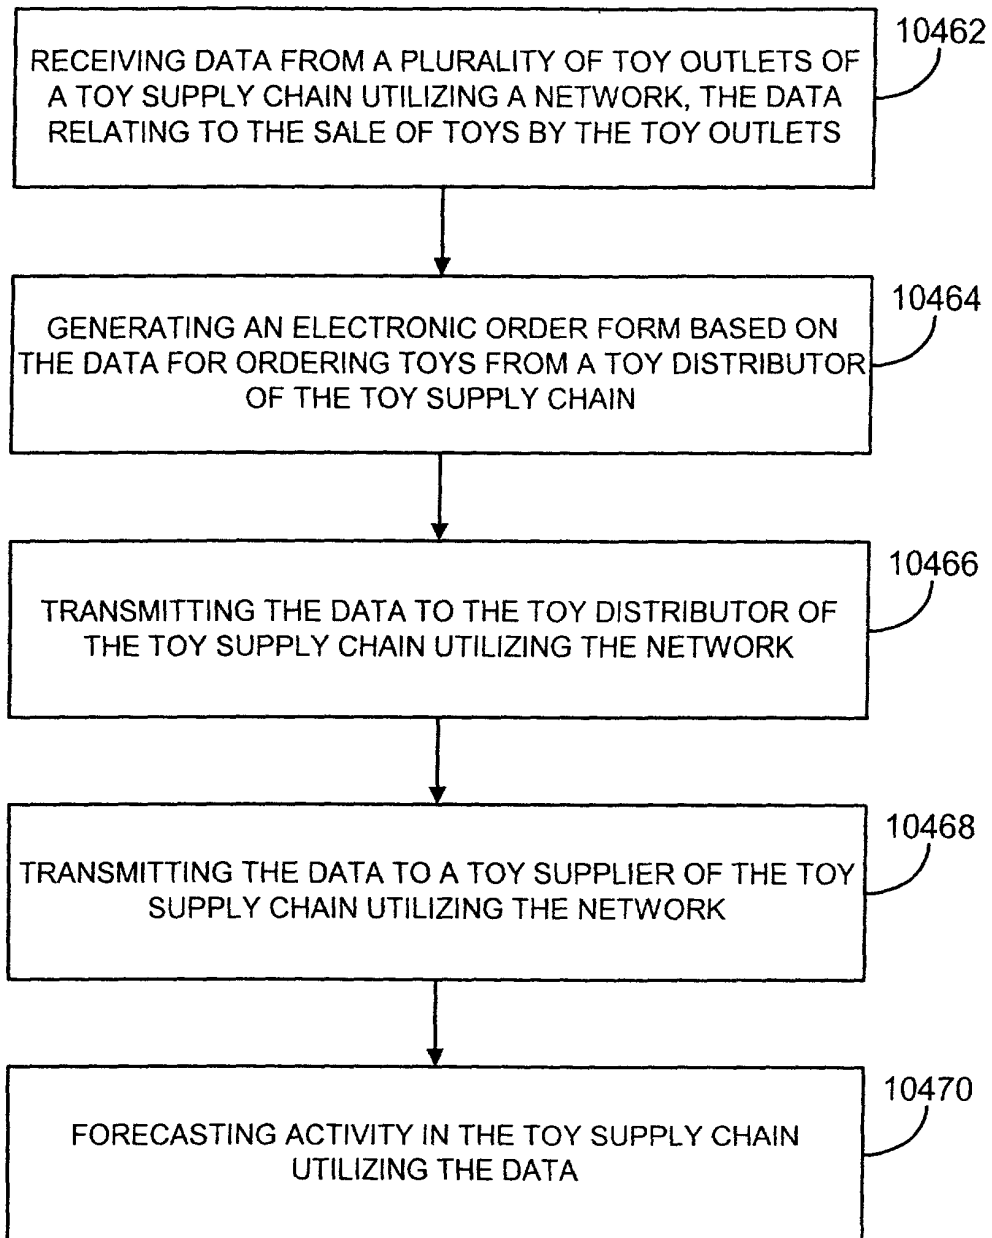 10462
RECEIVING DATA FROM A PLURALITY OF TOY OUTLETS OF
A TOY SUPPLY CHAIN UTILIZING A NETWORK, THE DATA
RELATING TO THE SALE OF TOYS BY THE TOY OUTLETS
10464
GENERATING AN ELECTRONIC ORDER FORM BASED ON
THE DATA FOR ORDERING TOYS FROM A TOY DISTRIBUTOR
OF THE TOY SUPPLY CHAIN
10466
TRANSMITTING THE DATA TO THE TOY DISTRIBUTOR OF
THE TOY SUPPLY CHAIN UTILIZING THE NETWORK
10468
TRANSMITTING THE DATA TO A TOY SUPPLIER OF THE TOY
SUPPLY CHAIN UTILIZING THE NETWORK
10470
FORECASTING ACTIVITY IN THE TOY SUPPLY CHAIN
UTILIZING THE DATA